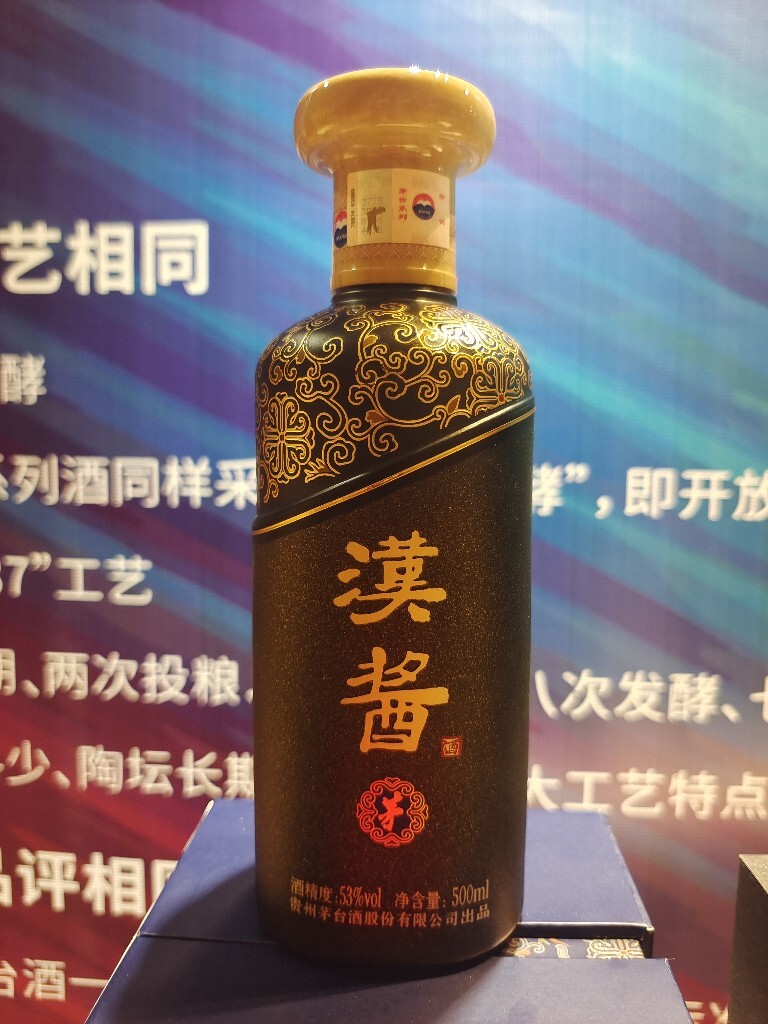 艺相同
酵
系列酒同样采
酵”，即开放
37”工艺
期、两次投粮、
八次发酵、七
少、陶坛长期
大工艺特点
品评相同
台酒一
漢
酱
酒
茅
酒精度:53%vol 净含量:500ml
贵州茅台酒股份有限公司出品